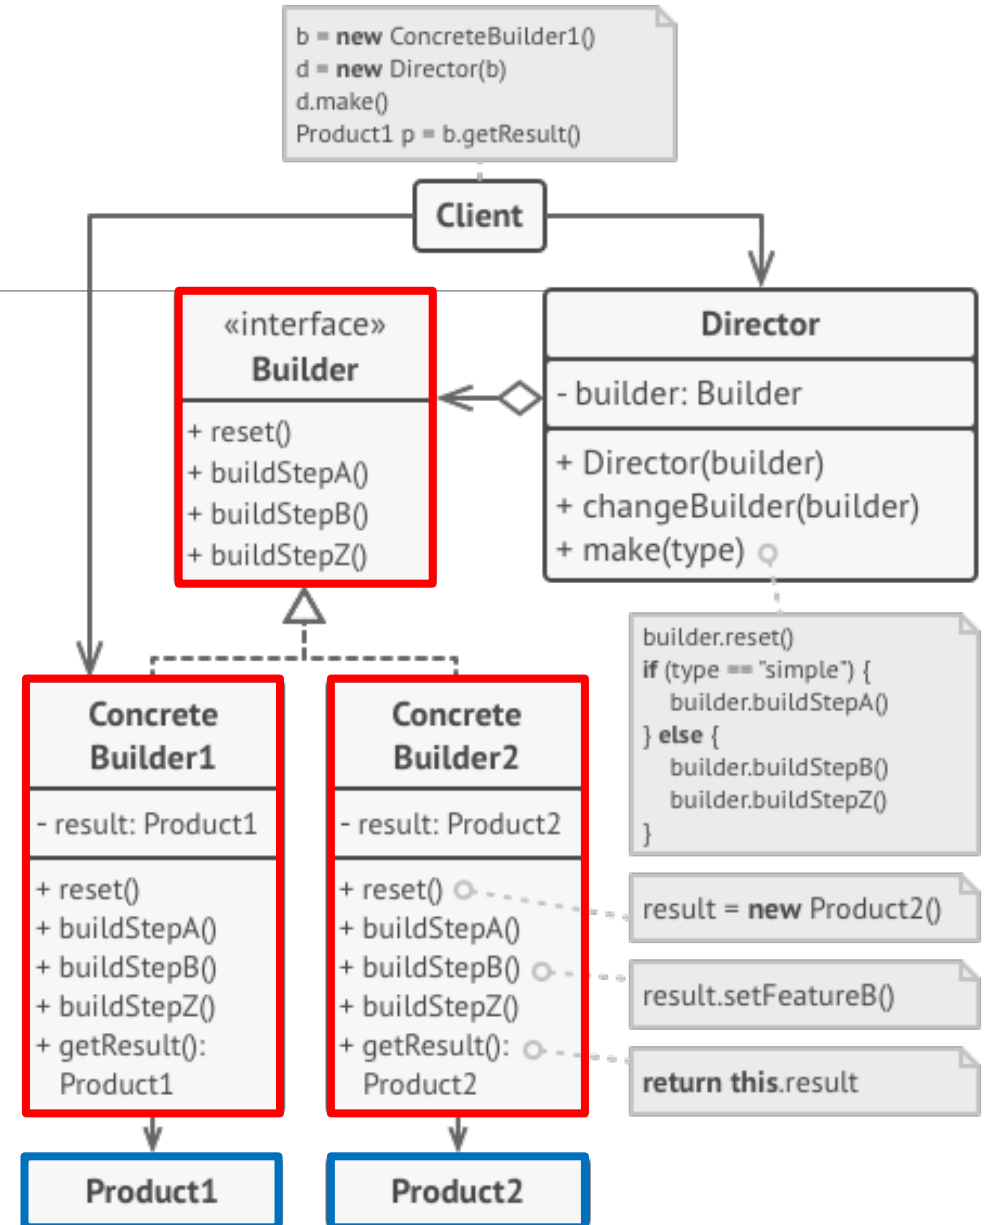 b = new ConcreteBuilder1()
d = new Director(b)
d.make()
Product1 p = b.getResult()
Client
«interface»
Builder
+ reset()
+ buildStepA()
+ buildStepB()
+ buildStepZ()
Director
- builder: Builder
+ Director(builder)
+ changeBuilder(builder)
+ make(type)
builder.reset()
if (type == "simple") {
builder.buildStepA()
} else {
builder.buildStepB()
builder.buildStepZ()
}
Concrete
Builder1
- result: Product1
+ reset()
+ buildStepA()
+ buildStepB()
+ buildStepZ()
+ getResult():
Product1
Concrete
Builder2
- result: Product2
+ reset()
+ buildStepA()
+ buildStepB()
+ buildStepZ()
+ getResult():
Product2
result = new Product2()
result.setFeatureB()
return this.result
Product1
Product2